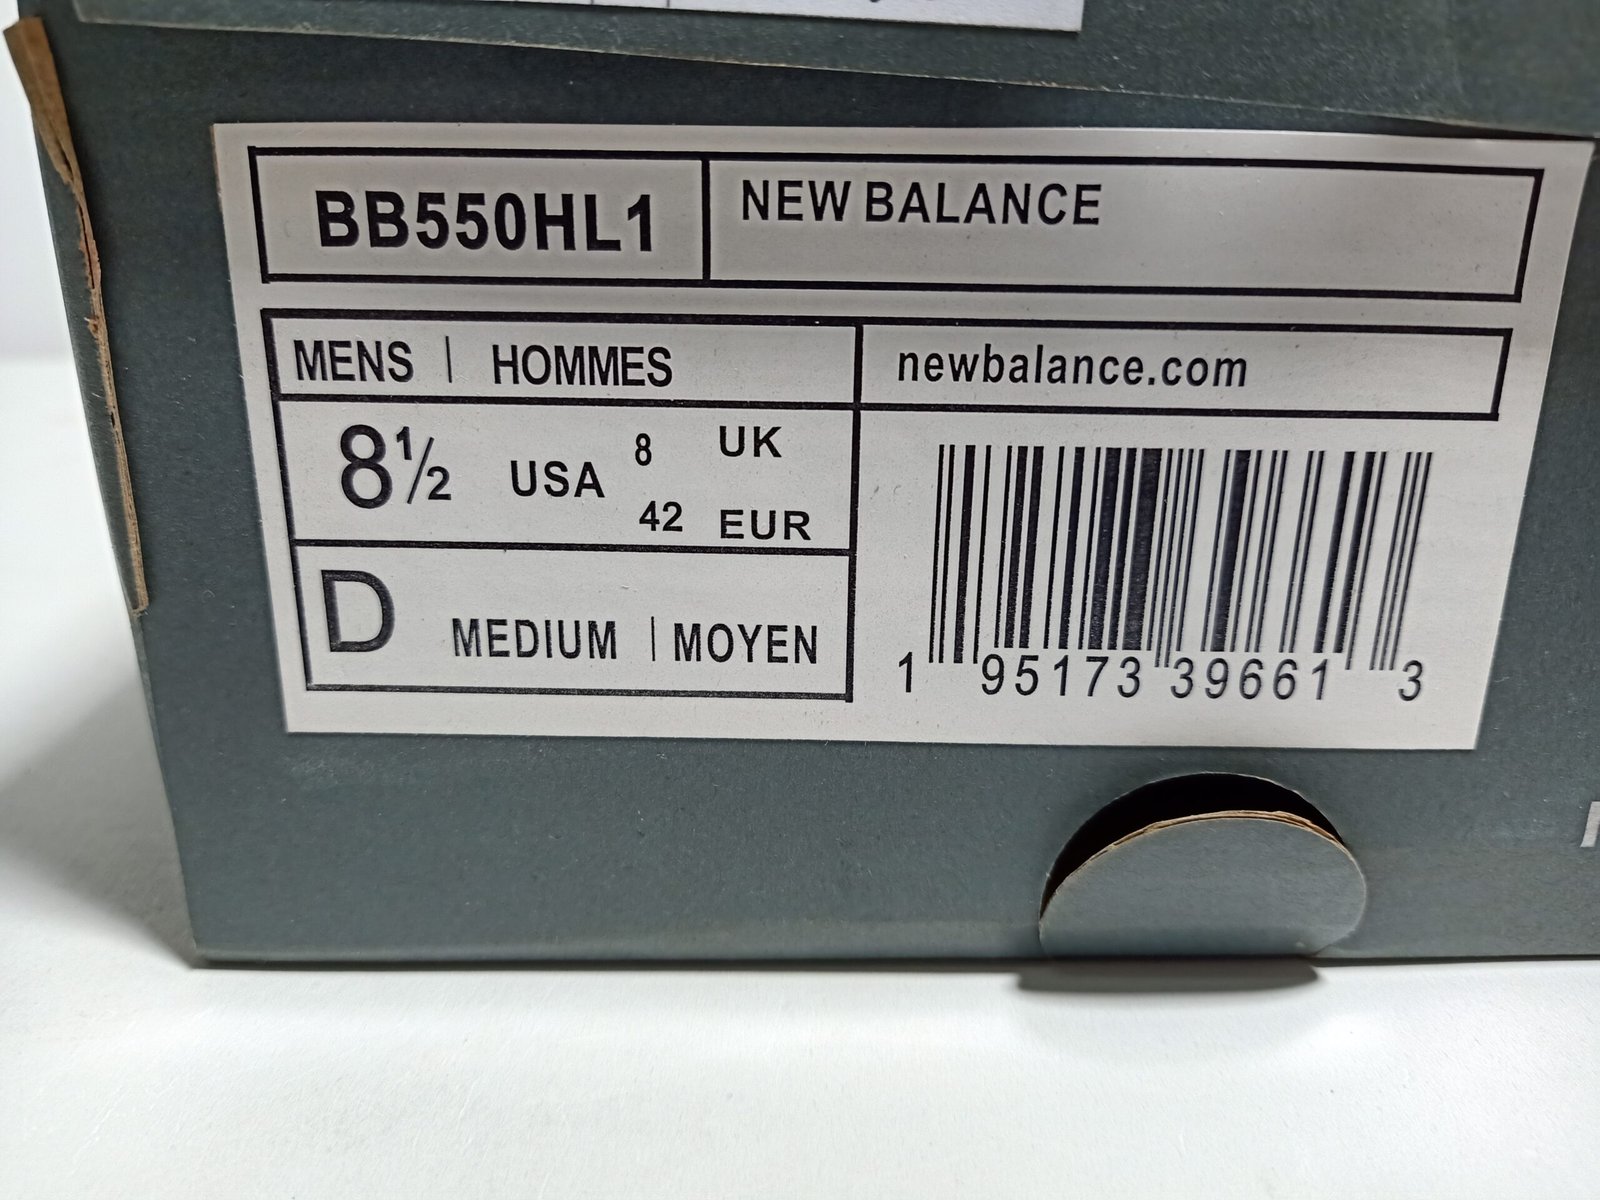 BB550HL1
NEW BALANCE
MENS | HOMMES
newbalance.com
8½ USA
8 UK
42 EUR
D MEDIUM | MOYEN
1 95173 39661 3